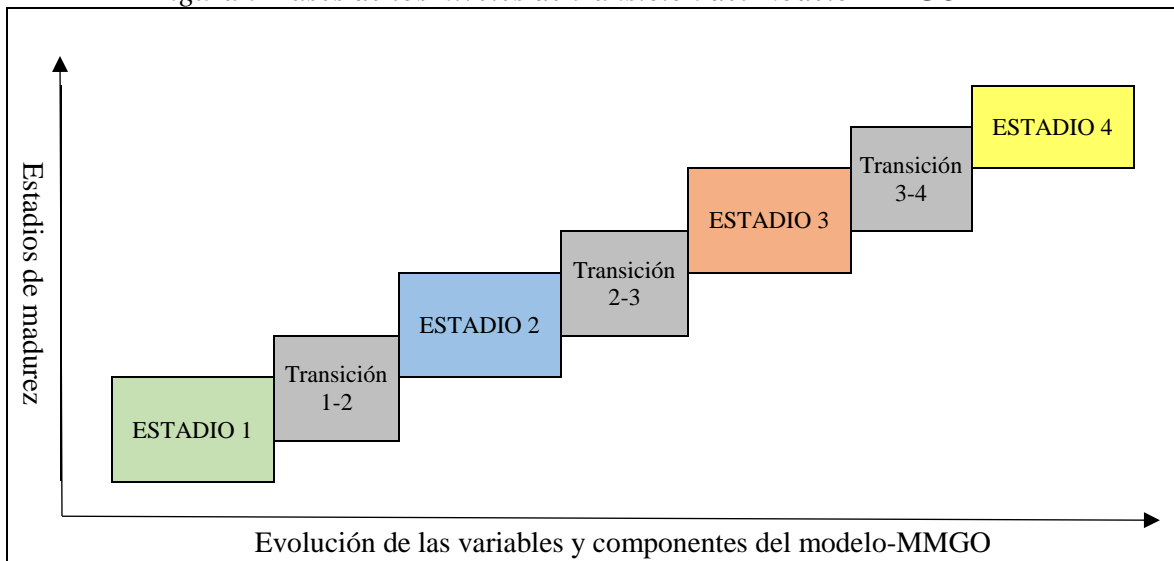 ESTADIO 4
Transición
3-4
ESTADIO 3
Transición
2-3
ESTADIO 2
Transición
1-2
ESTADIO 1
Estadios de madurez
Evolución de las variables y componentes del modelo-MMGO